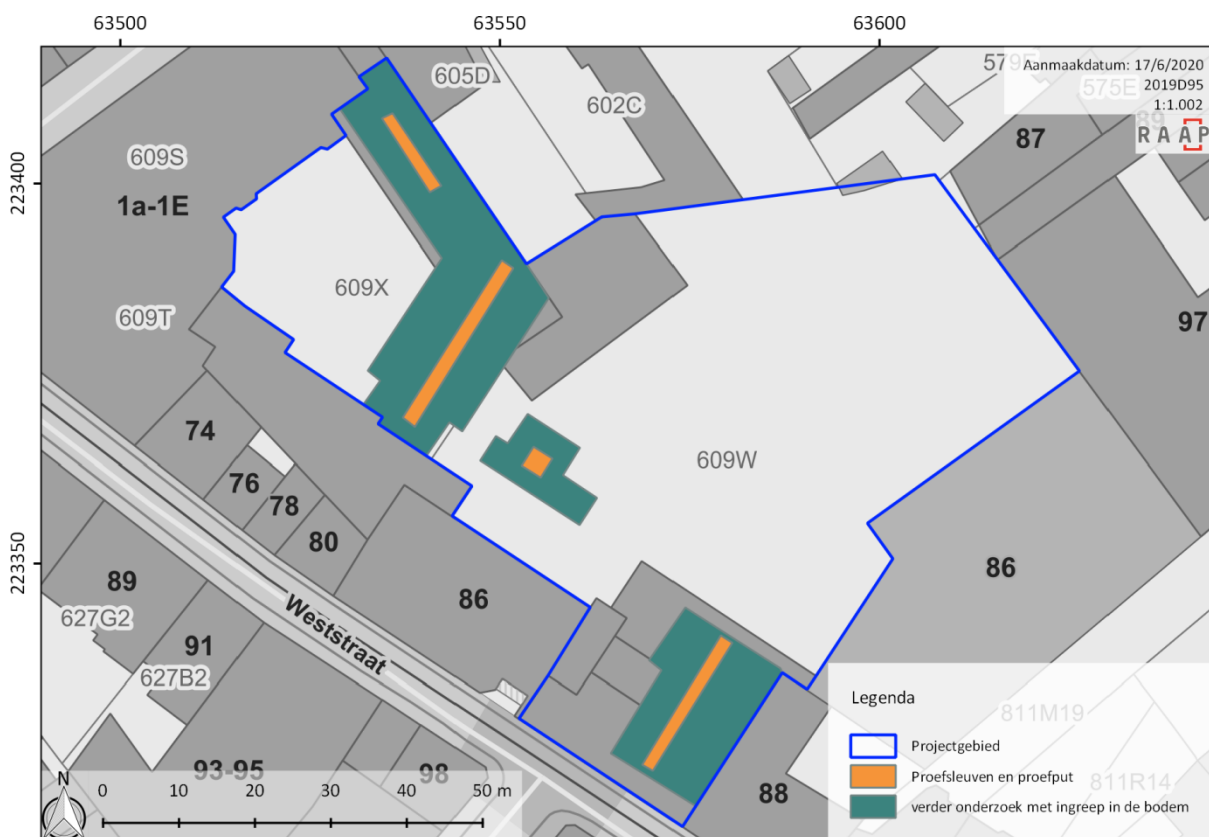 63500
63550
63600
223400
223350
605D
602C
579E
575E
89
Aanmaakdatum: 17/6/2020
2019D95
1:1.002
RAAP
87
609S
1a-1E
609X
609T
97
74
76
78
80
609W
86
86
89
627G2
91
627B2
Weststraat
93-95
98
88
811M19
811R14
N
0 10 20 30 40 50 m
Legenda
Projectgebied
Proefsleuven en proefput
verder onderzoek met ingreep in de bodem